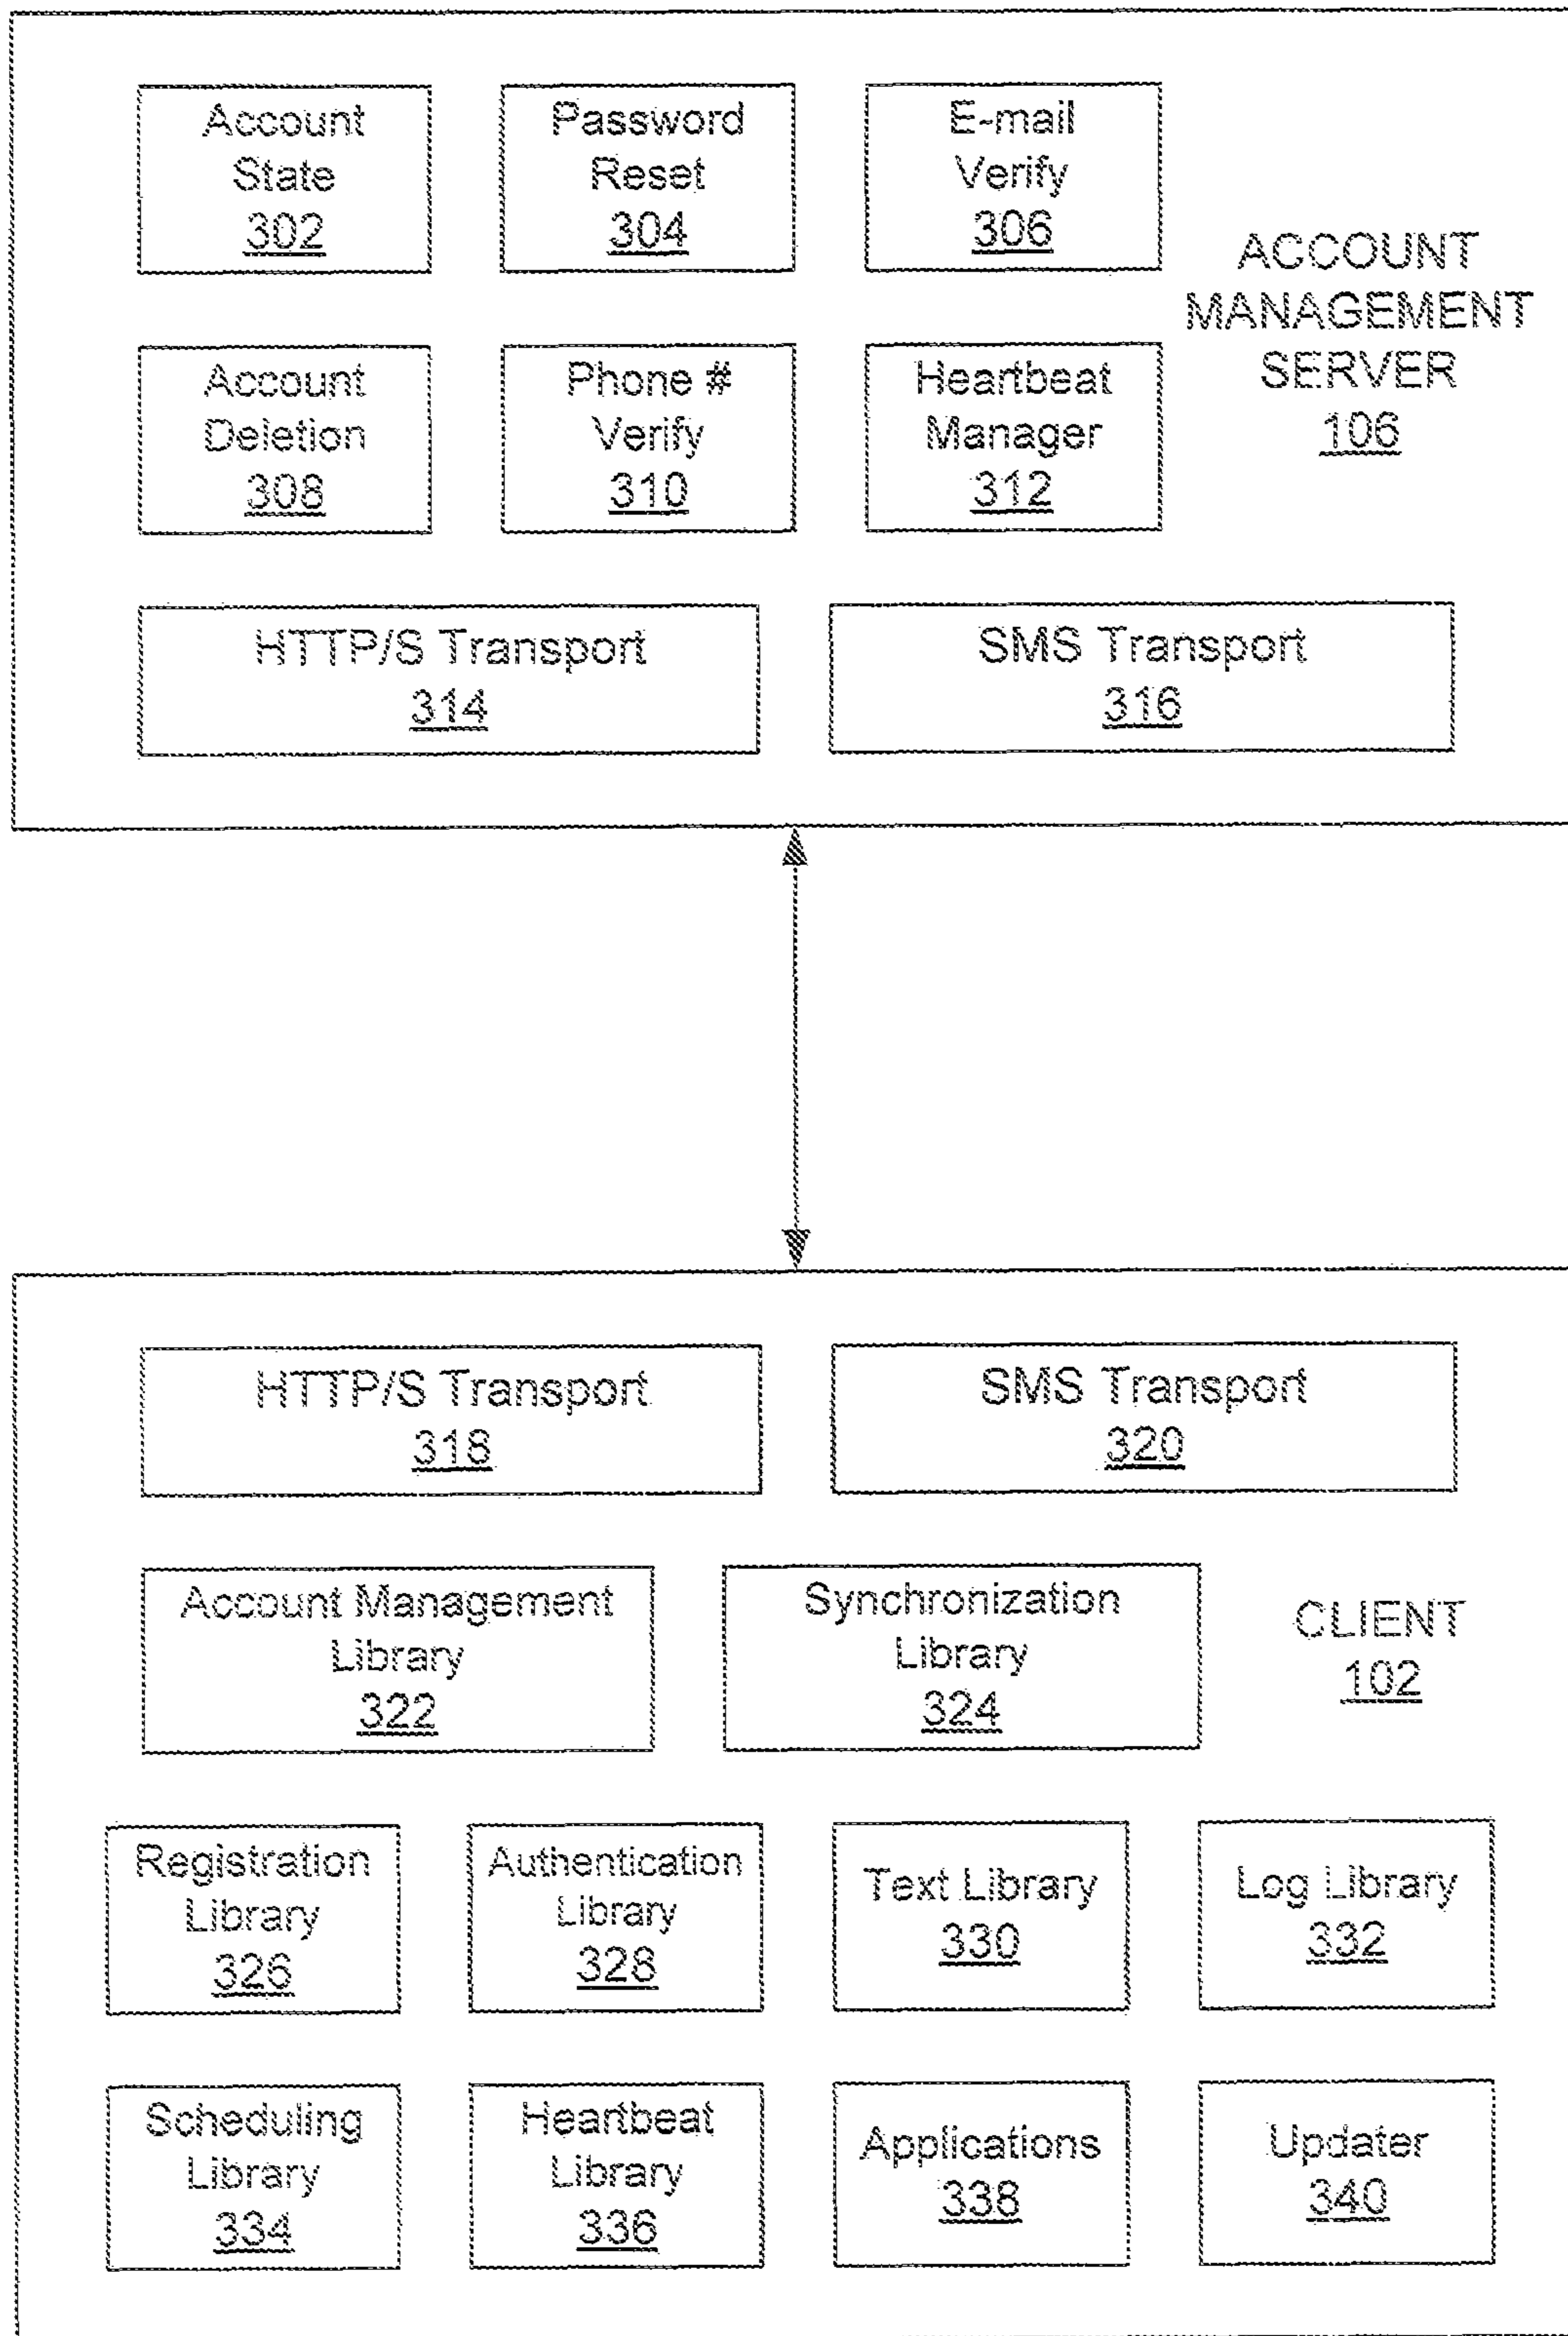 Account
State
302
Password
Reset
304
E-mail
Verify
306
ACCOUNT
MANAGEMENT
SERVER
106
Account
Deletion
308
Phone #
Verify
310
Heartbeat
Manager
312
HTTP/S Transport
314
SMS Transport
316
HTTP/S Transport
318
SMS Transport
320
Account Management
Library
322
Synchronization
Library
324
CLIENT
102
Registration
Library
326
Authentication
Library
328
Text Library
330
Log Library
332
Scheduling
Library
334
Heartbeat
Library
336
Applications
338
Updater
340